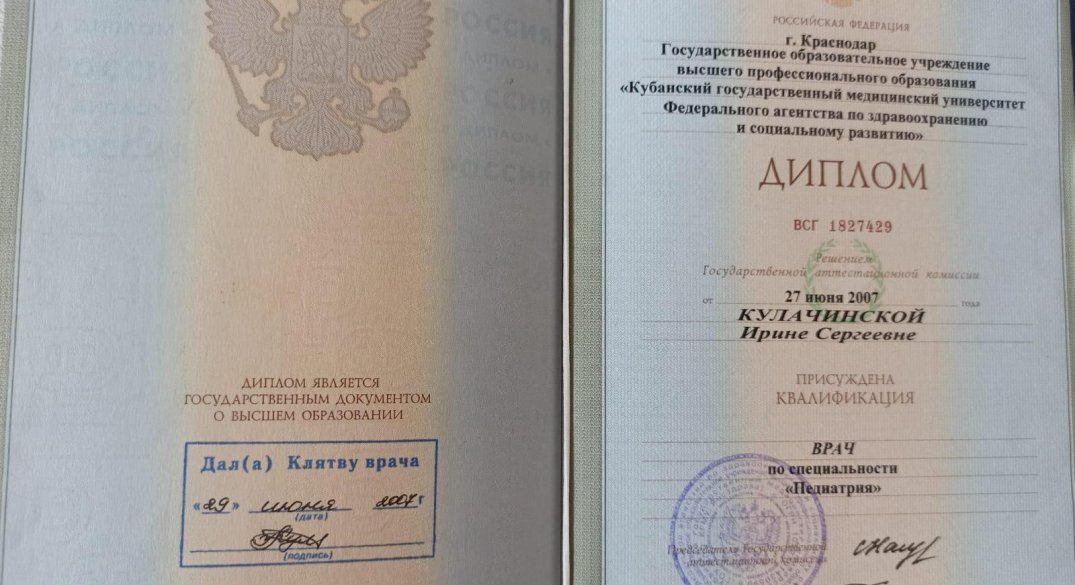 ДИПЛОМ ЯВЛЯЕТСЯ
ГОСУДАРСТВЕННЫМ ДОКУМЕНТОМ
О ВЫСШЕМ ОБРАЗОВАНИИ
Дал(а) Клятву врача
«29» июня 2007 г
(дата)
(подпись)
РОССИЙСКАЯ ФЕДЕРАЦИЯ
г. Краснодар
Государственное образовательное учреждение
высшего профессионального образования
«Кубанский государственный медицинский университет
Федерального агентства по здравоохранению
и социальному развитию»
ДИПЛОМ
ВСГ 1827429
Решением
Государственной аттестационной комиссии
от 27 июня 2007 года
КУЛАЧИНСКОЙ
Ирине Сергеевне
ПРИСУЖДЕНА
КВАЛИФИКАЦИЯ
ВРАЧ
по специальности
«Педиатрия»
Председатель Государственной
аттестационной комиссии